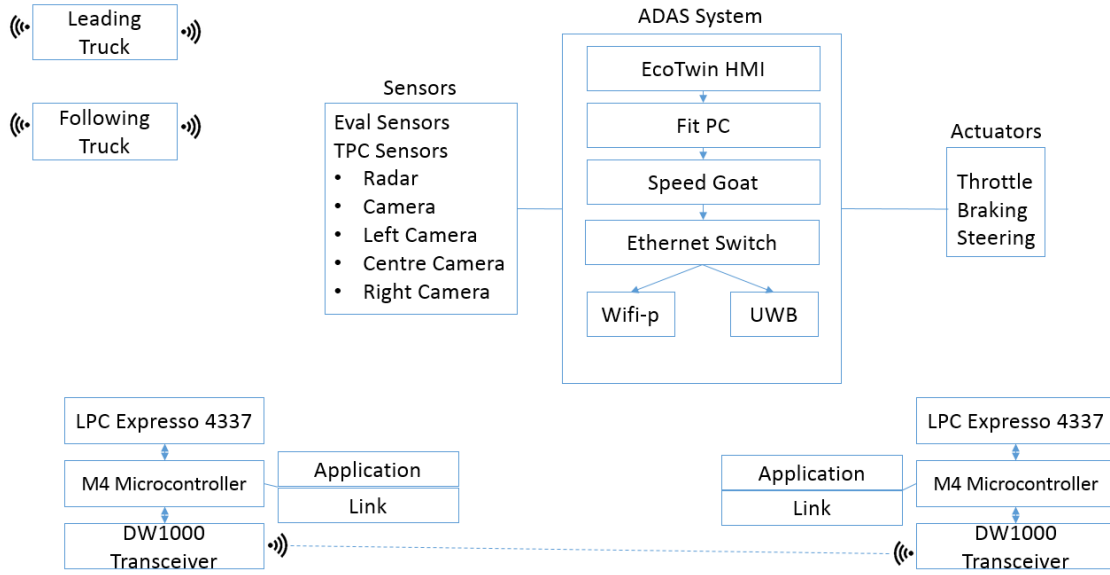 Leading
Truck
Following
Truck
Sensors
Eval Sensors
TPC Sensors
• Radar
• Camera
• Left Camera
• Centre Camera
• Right Camera
ADAS System
EcoTwin HMI
Fit PC
Speed Goat
Ethernet Switch
Wifi-p
UWB
Actuators
Throttle
Braking
Steering
LPC Expresso 4337
M4 Microcontroller
DW1000
Transceiver
Application
Link
Application
Link
LPC Expresso 4337
M4 Microcontroller
DW1000
Transceiver